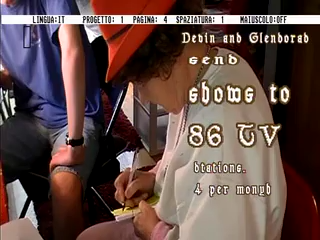 LINGUA:IT PROGETTO: 1 PAGINA: 4 SPAZIATURA: 1 MAIUSCOLO:OFF
Devin and Glenborab
send
shows to
86 TV
btations.
4 per monyh